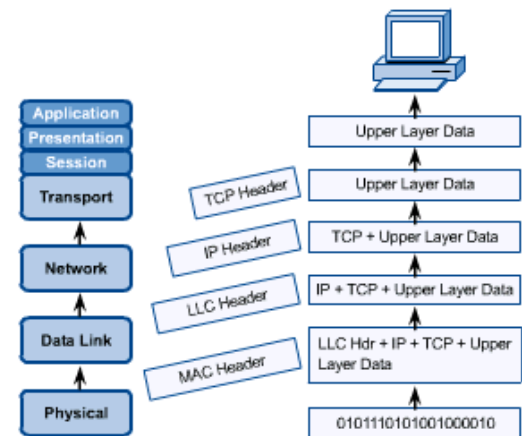 Application
Presentation
Session
Transport
Network
Data Link
Physical
TCP Header
IP Header
LLC Header
MAC Header
Upper Layer Data
Upper Layer Data
TCP + Upper Layer Data
IP + TCP + Upper Layer Data
LLC Hdr + IP + TCP + Upper
Layer Data
0101110101001000010